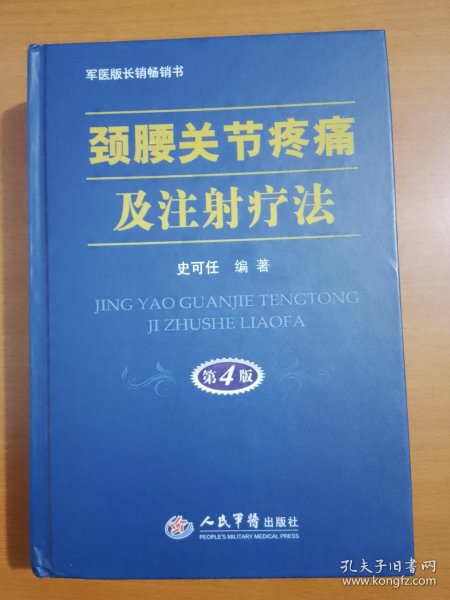 军医版长销畅销书
颈腰关节疼痛
及注射疗法
史可任 编著
JING YAO GUANJIE TENGTONG
JI ZHUSHE LIAOFA
第4版
人民军医出版社
PEOPLE'S MILITARY MEDICAL PRESS
孔夫子旧书网
www.kongfz.com